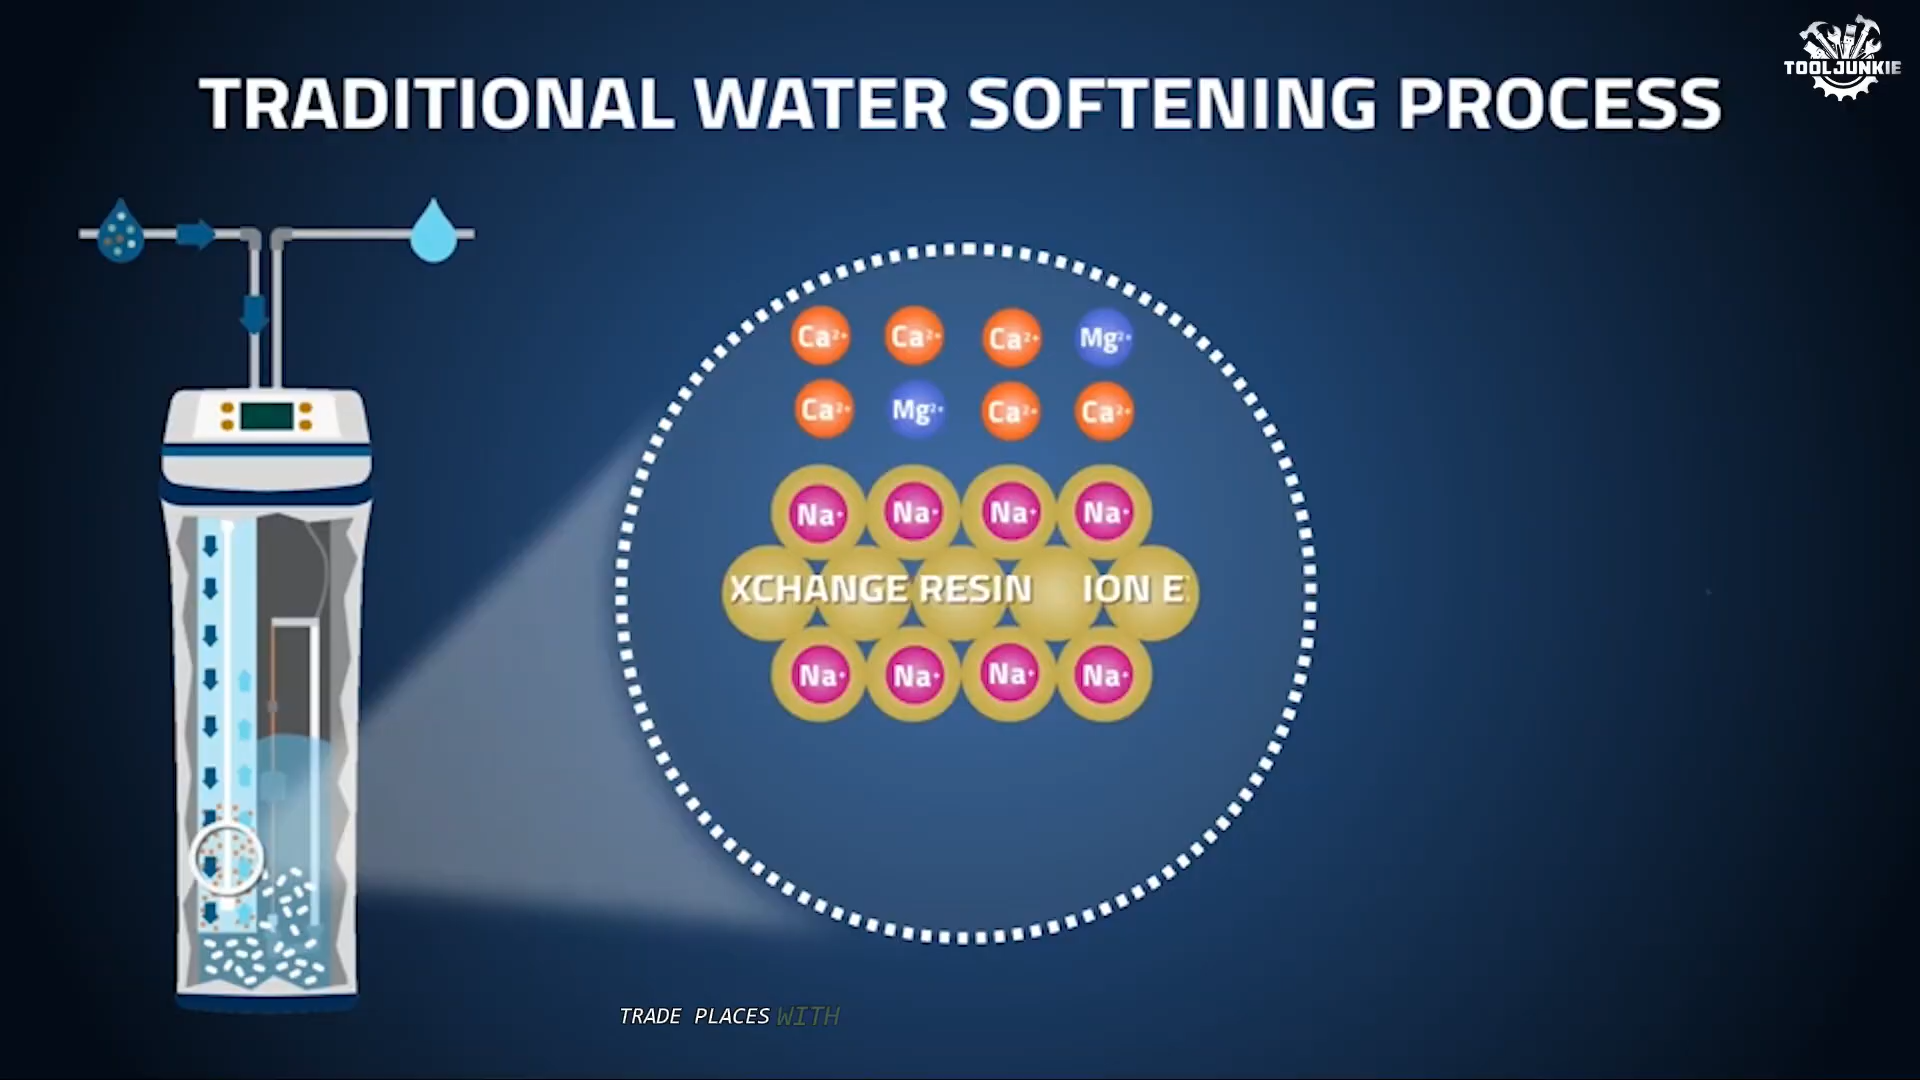 TOOLJUNKIE
TRADITIONAL WATER SOFTENING PROCESS
Ca²⁺ Ca²⁺ Ca²⁺ Mg²⁺
Ca²⁺ Mg²⁺ Ca²⁺ Ca²⁺
Na⁺ Na⁺ Na⁺ Na⁺
XCHANGE RESIN ION E
Na⁺ Na⁺ Na⁺ Na⁺
TRADE PLACES WITH